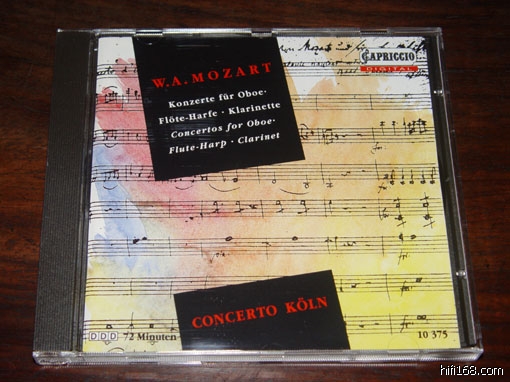 W. A. MOZART
Konzerte für Oboe·
Flöte-Harfe · Klarinette
Concertos for Oboe·
Flute-Harp · Clarinet
CAPRICCIO
DIGITAL
CONCERTO KÖLN
DDD 72 Minuten
10 375
hifi168.com